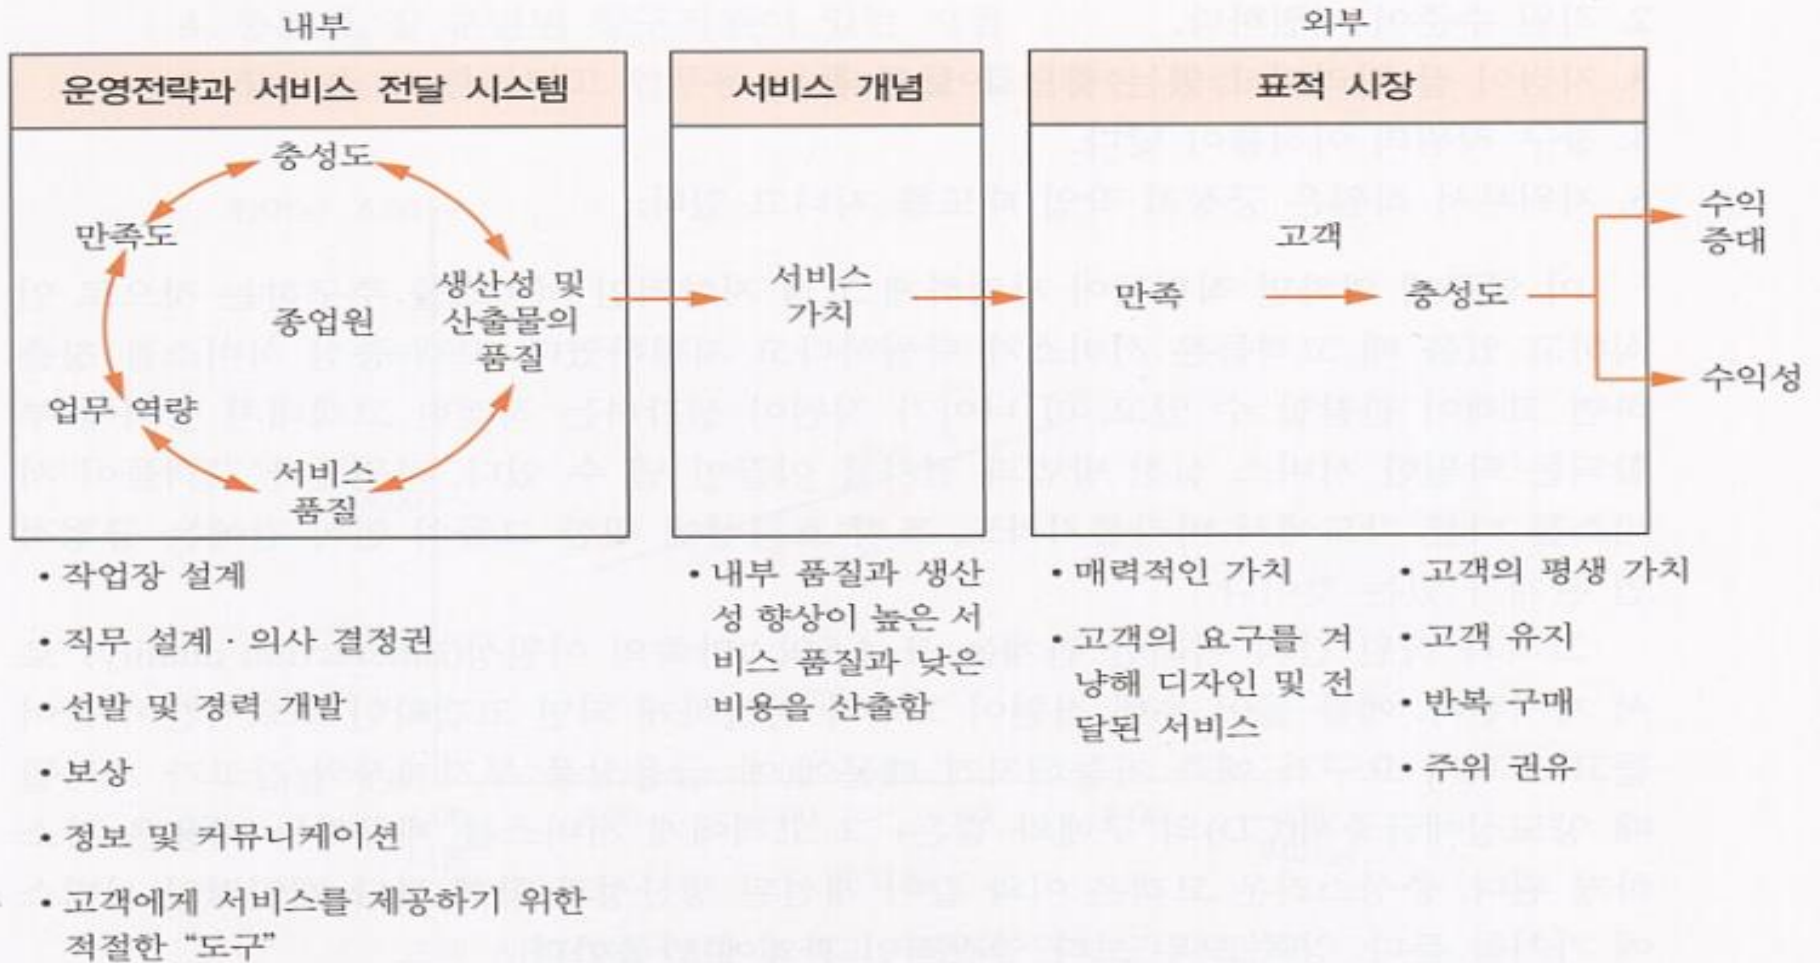 내부
외부
운영전략과 서비스 전달 시스템
서비스 개념
표적 시장
충성도
만족도
종업원
생산성 및
산출물의
품질
업무 역량
서비스
품질
서비스
가치
고객
만족
충성도
수익
증대
수익성
• 작업장 설계
• 직무 설계 · 의사 결정권
• 선발 및 경력 개발
• 보상
• 정보 및 커뮤니케이션
• 고객에게 서비스를 제공하기 위한
적절한 “도구”
• 내부 품질과 생산
성 향상이 높은 서
비스 품질과 낮은
비용을 산출함
• 매력적인 가치
• 고객의 요구를 겨
냥해 디자인 및 전
달된 서비스
• 고객의 평생 가치
• 고객 유지
• 반복 구매
• 주위 권유